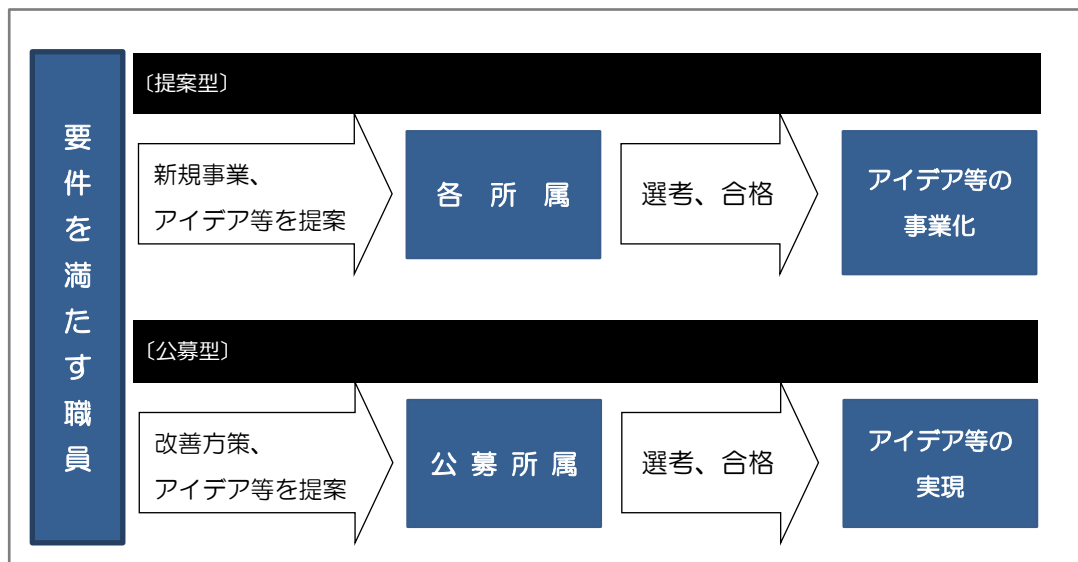 要件を満たす職員
〔提案型〕
新規事業、
アイデア等を提案
各所属
選考、合格
アイデア等の
事業化
〔公募型〕
改善方策、
アイデア等を提案
公募所属
選考、合格
アイデア等の
実現